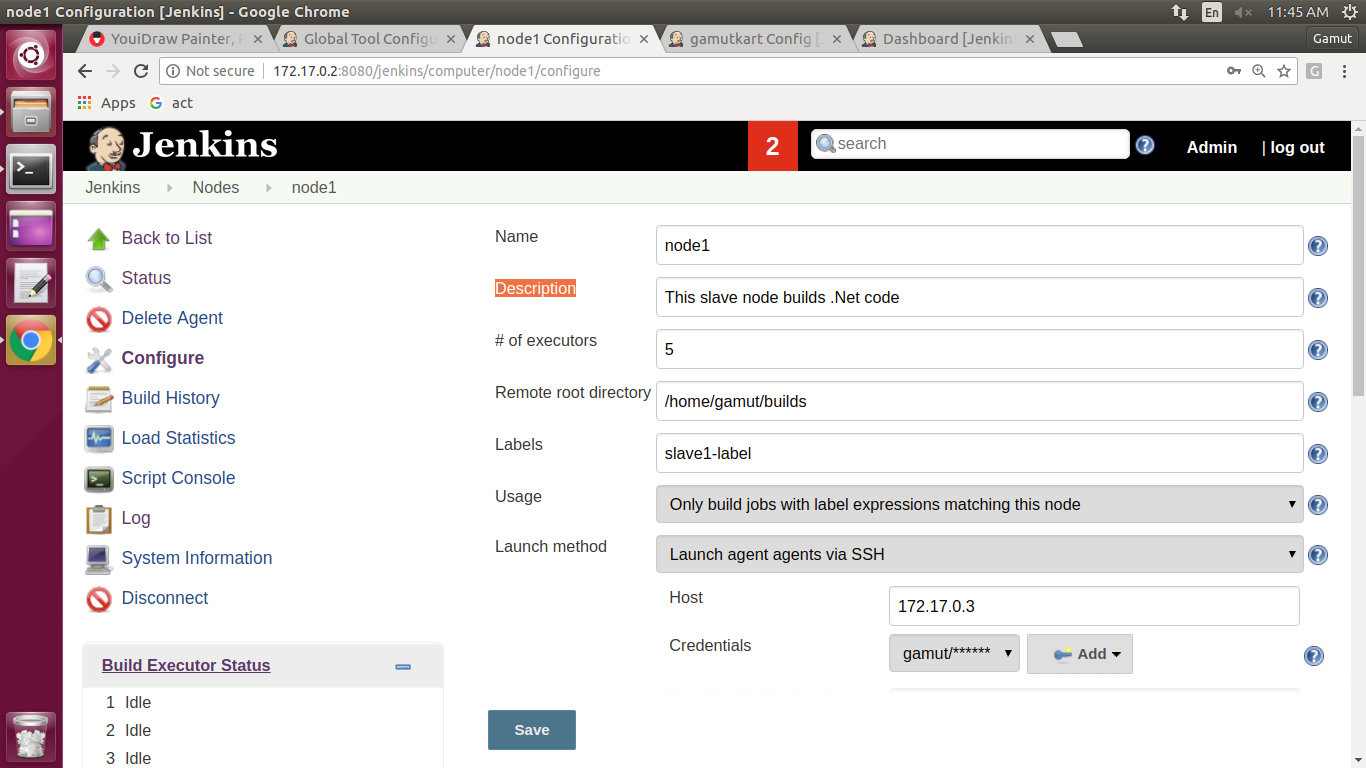 node1 Configuration [Jenkins] - Google Chrome
En
11:45 AM
YouiDraw Painter,
Global Tool Configu
node1 Configuratio
gamutkart Config [
Dashboard [Jenkins
Gamut
Not secure
172.17.0.2:8080/jenkins/computer/node1/configure
G
Apps
act
Jenkins
2
search
Admin
| log out
Jenkins
Nodes
node1
Back to List
Status
Delete Agent
Configure
Build History
Load Statistics
Script Console
Log
System Information
Disconnect
Build Executor Status
1 Idle
2 Idle
3 Idle
Name
node1
Description
This slave node builds .Net code
# of executors
5
Remote root directory
/home/gamut/builds
Labels
slave1-label
Usage
Only build jobs with label expressions matching this node
Launch method
Launch agent agents via SSH
Host
172.17.0.3
Credentials
gamut/******
Add
Save